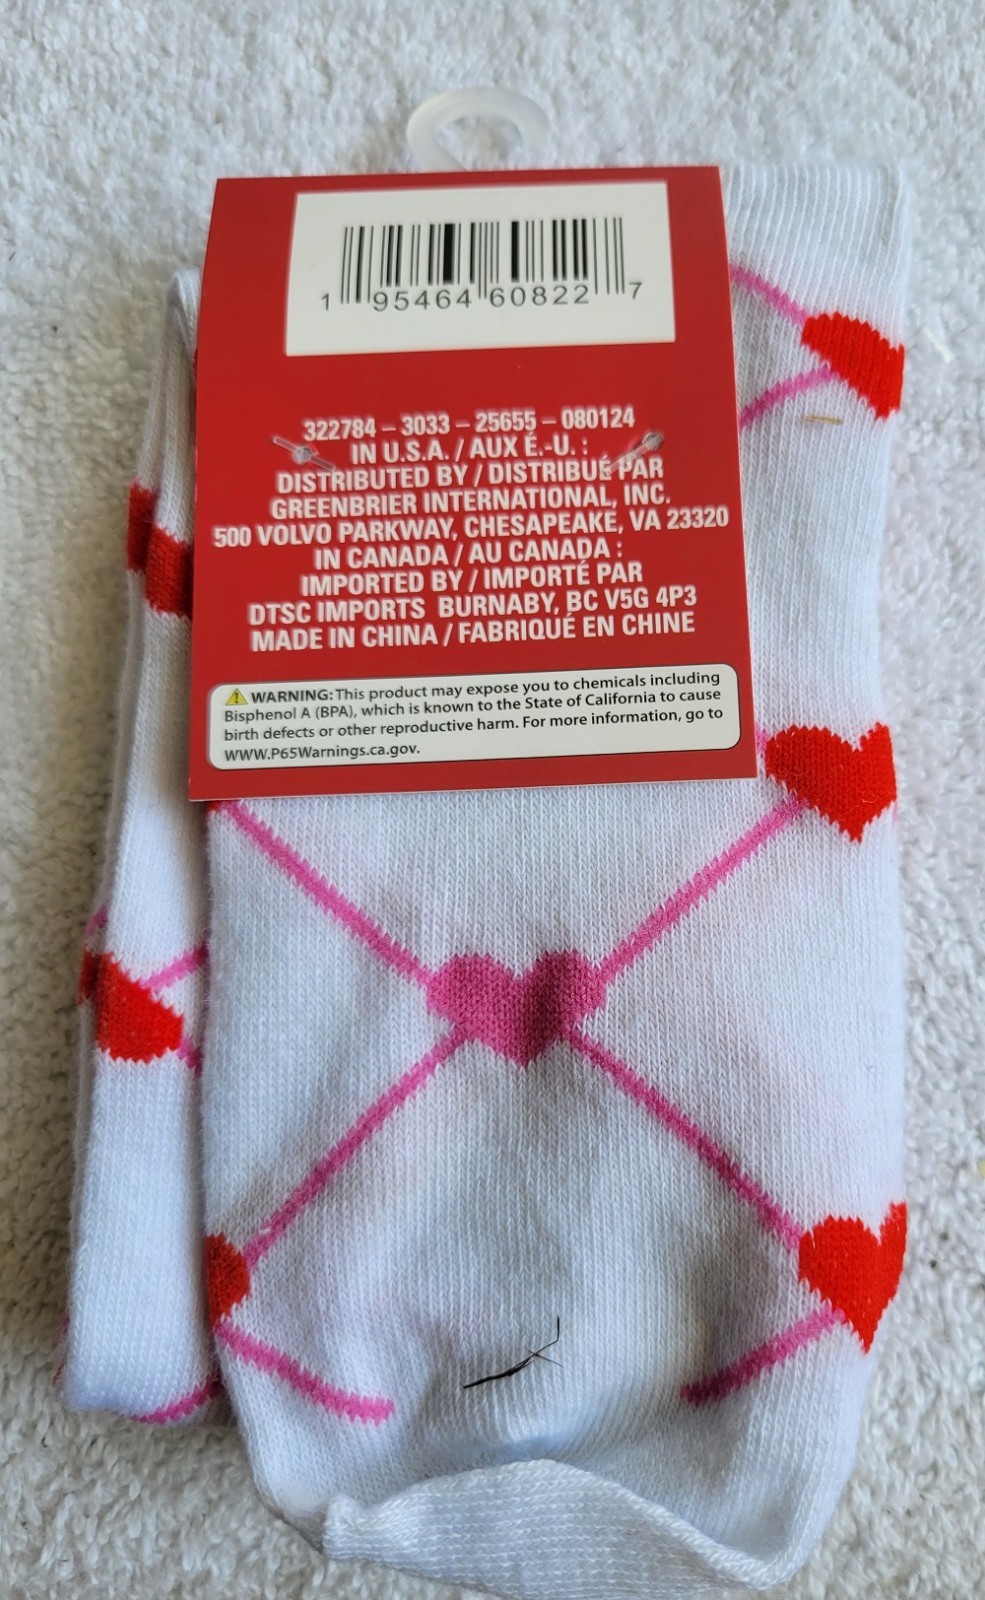 1 95464 60822 7
322784 – 3033 – 25655 – 080124
IN U.S.A. / AUX É.-U. :
DISTRIBUTED BY / DISTRIBUÉ PAR
GREENBRIER INTERNATIONAL, INC.
500 VOLVO PARKWAY, CHESAPEAKE, VA 23320
IN CANADA / AU CANADA :
IMPORTED BY / IMPORTÉ PAR
DTSC IMPORTS BURNABY, BC V5G 4P3
MADE IN CHINA / FABRIQUÉ EN CHINE
WARNING: This product may expose you to chemicals including
Bisphenol A (BPA), which is known to the State of California to cause
birth defects or other reproductive harm. For more information, go to
WWW.P65Warnings.ca.gov.